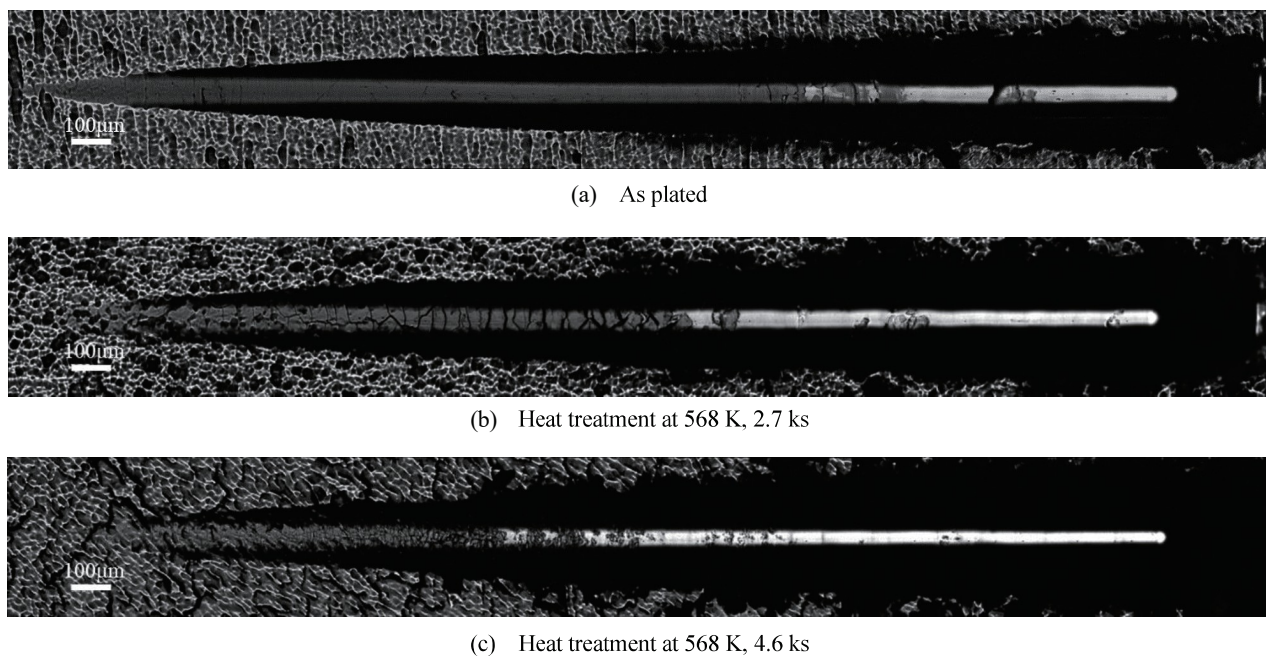 100μm
(a) As plated
100μm
(b) Heat treatment at 568 K, 2.7 ks
100μm
(c) Heat treatment at 568 K, 4.6 ks